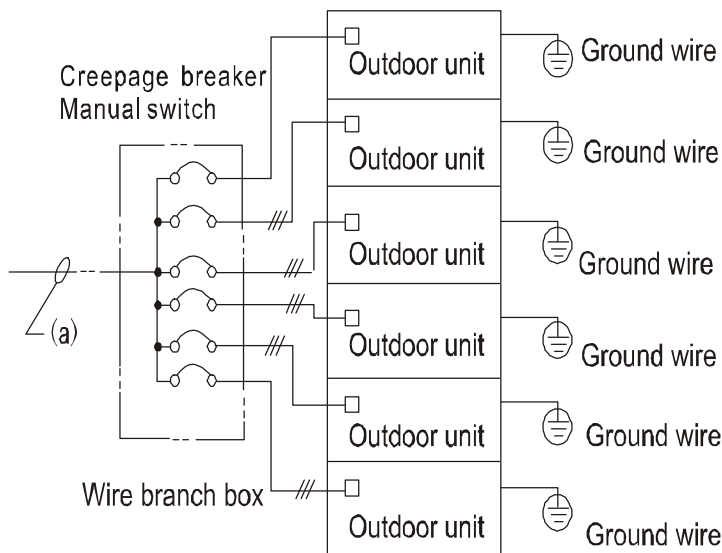 Creepage breaker
Manual switch
Outdoor unit
Ground wire
Outdoor unit
Ground wire
Outdoor unit
Ground wire
(a)
Outdoor unit
Ground wire
Outdoor unit
Ground wire
Wire branch box
Outdoor unit
Ground wire